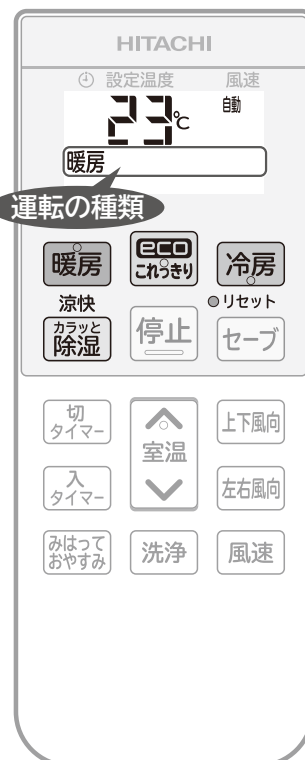 HITACHI
設定温度 風速
23℃ 自動
暖房
運転の種類
暖房 eco これっきり 冷房
涼快 リセット
カラッと除湿 停止 セーブ
切タイマー 室温 上下風向
入タイマー 左右風向
みはっておやすみ 洗浄 風速